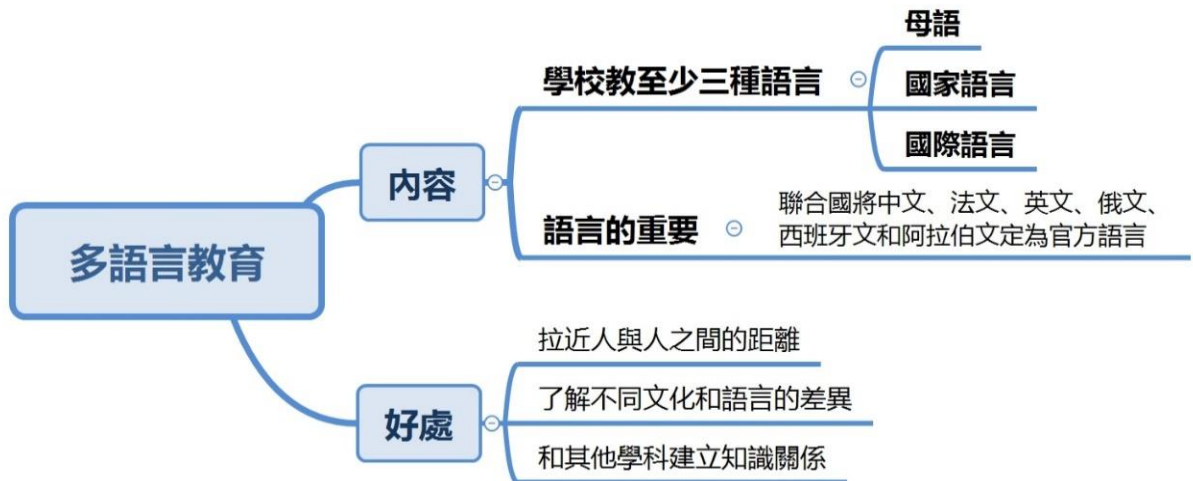 多語言教育
內容
學校教至少三種語言
母語
國家語言
國際語言
語言的重要
聯合國將中文、法文、英文、俄文、
西班牙文和阿拉伯文定為官方語言
好處
拉近人與人之間的距離
了解不同文化和語言的差異
和其他學科建立知識關係